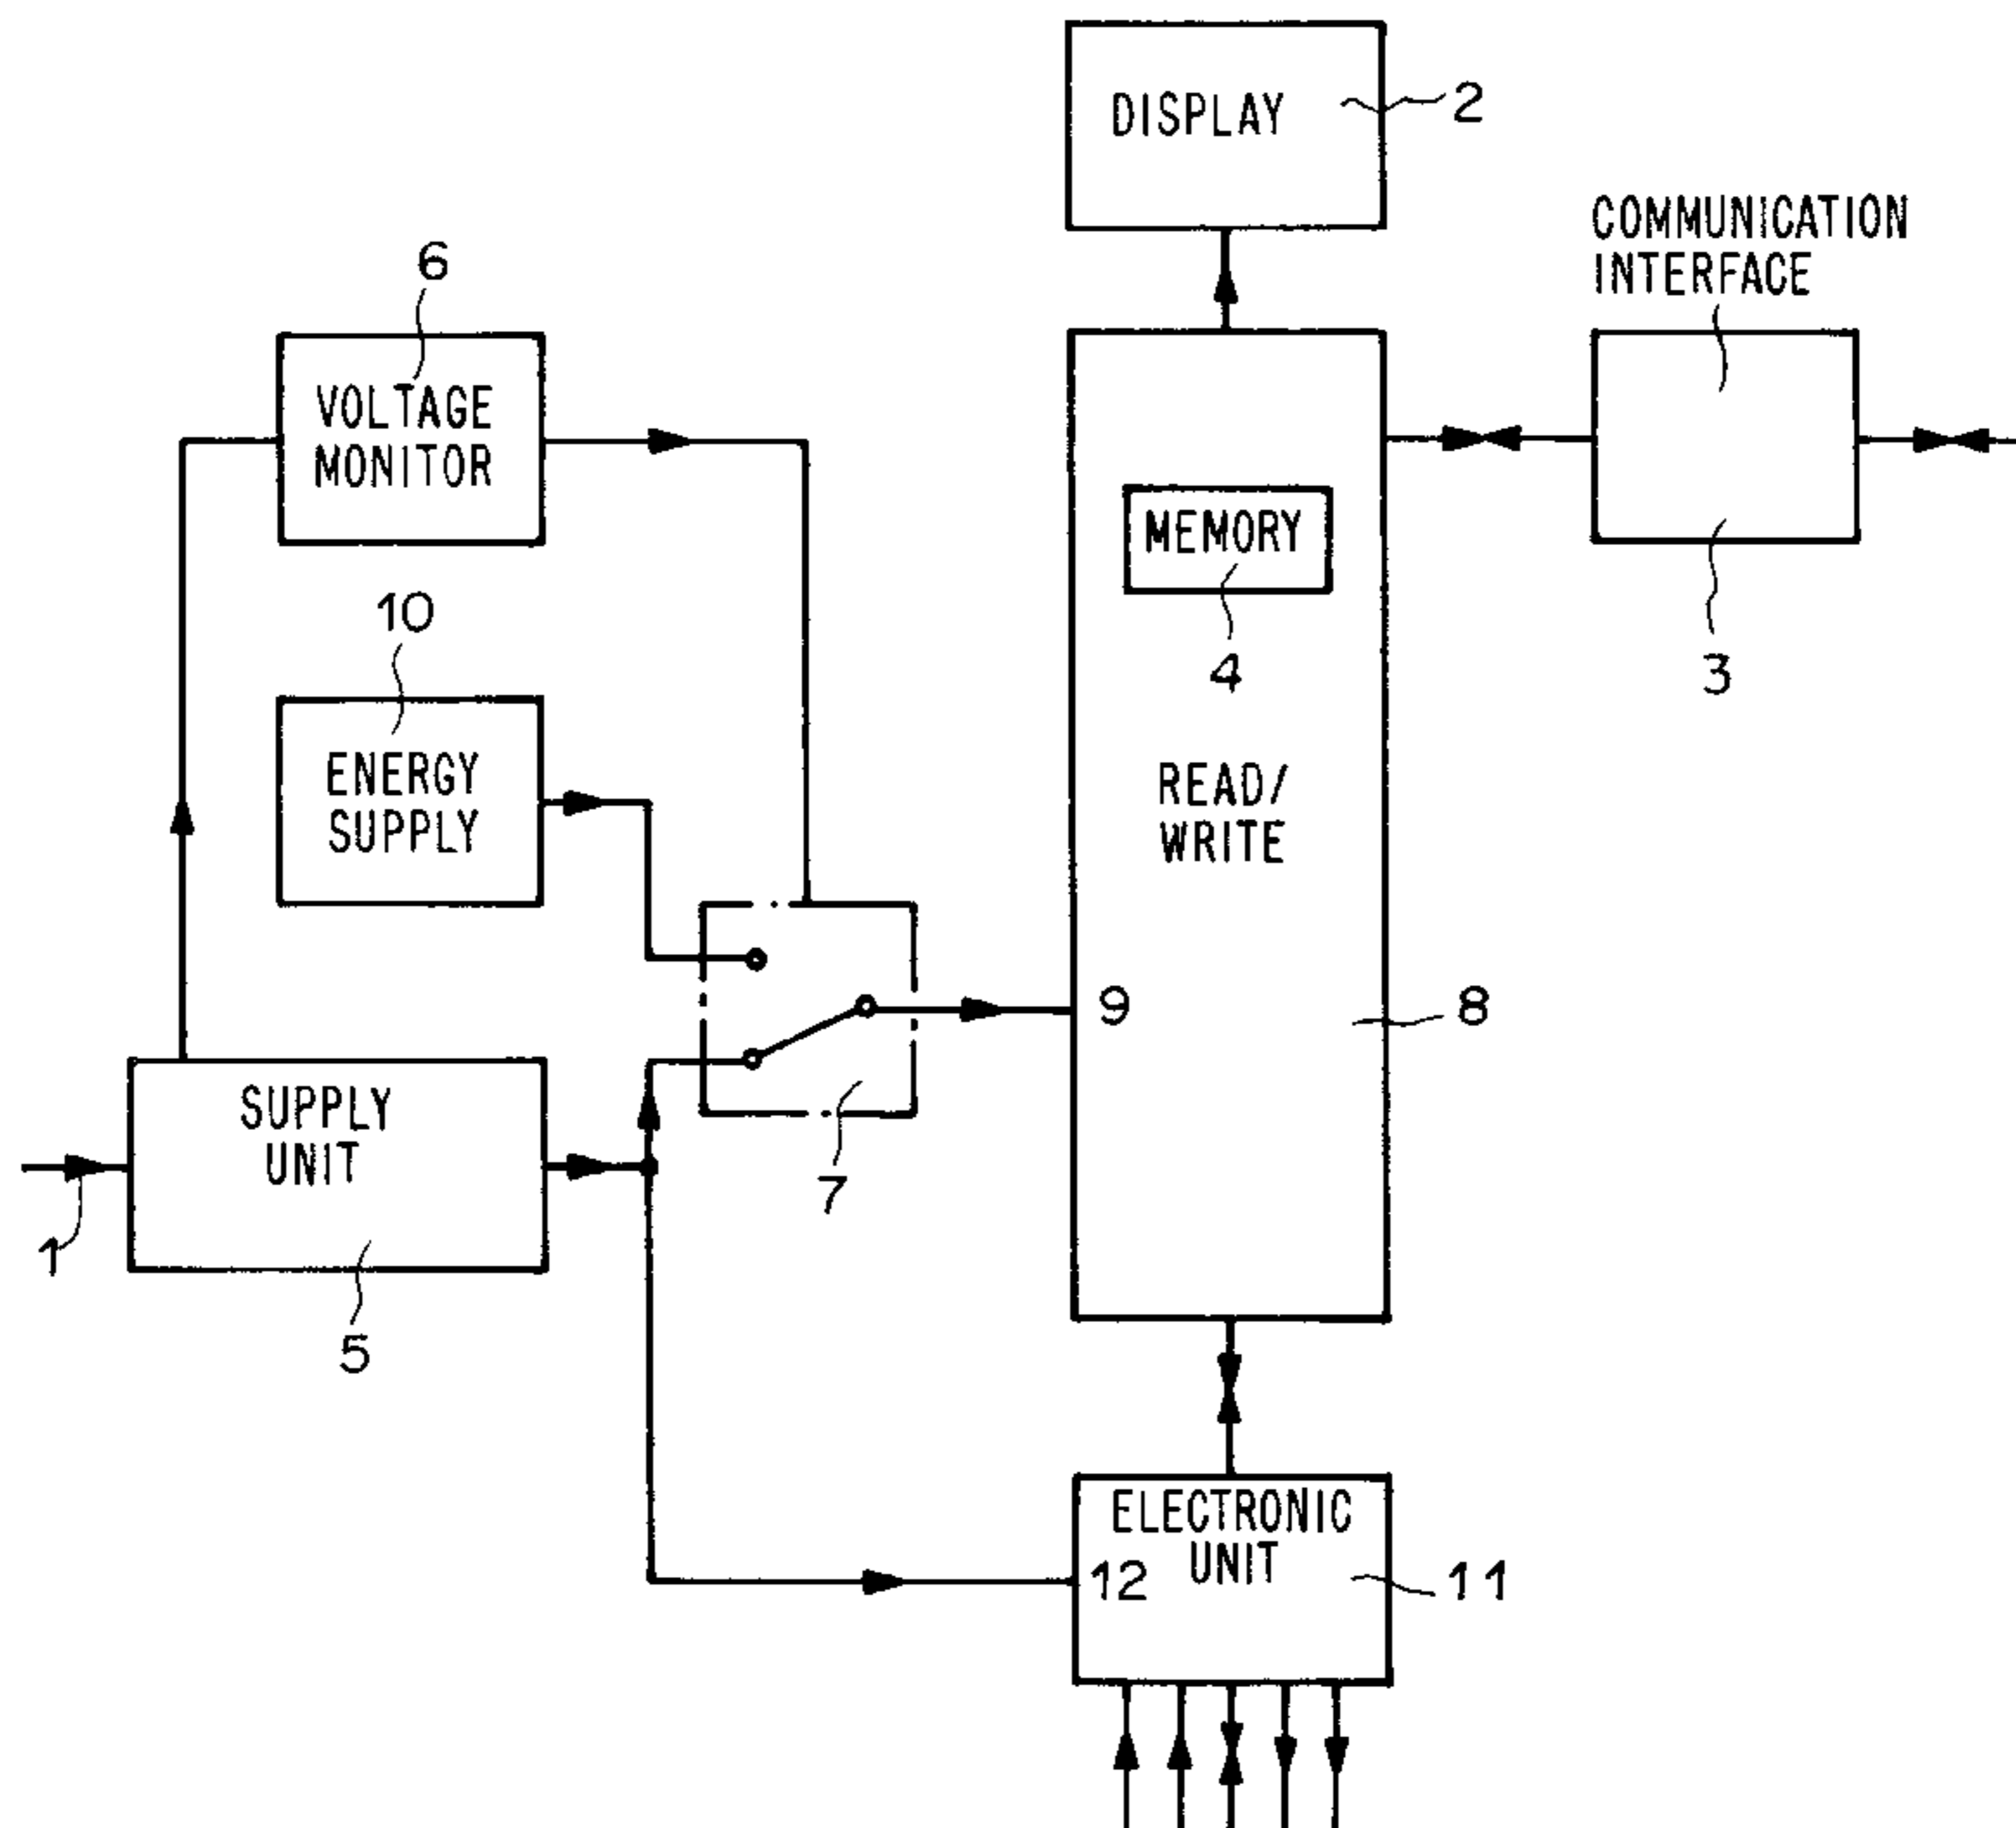 DISPLAY
2
COMMUNICATION
INTERFACE
6
VOLTAGE
MONITOR
MEMORY
10
4
3
ENERGY
SUPPLY
READ/
WRITE
9
8
SUPPLY
UNIT
7
1
5
ELECTRONIC
UNIT
12
11